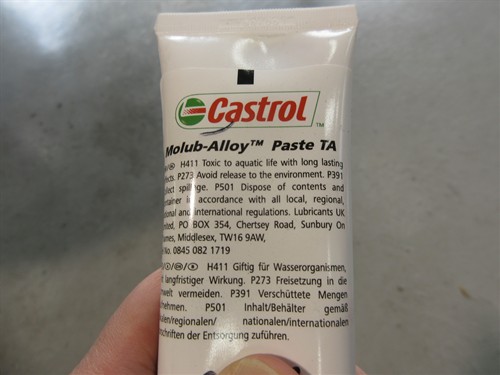 Castrol
TM
Molub-Alloy™ Paste TA
H411 Toxic to aquatic life with long lasting
P273 Avoid release to the environment. P391
spillage. P501 Dispose of contents and
in accordance with all local, regional,
and international regulations. Lubricants UK
PO BOX 354, Chertsey Road, Sunbury On
Middlesex, TW16 9AW,
No. 0845 082 1719
H411 Giftig für Wasserorganismen,
langfristiger Wirkung. P273 Freisetzung in die
vermeiden. P391 Verschüttete Mengen
P501 Inhalt/Behälter gemäß
regionalen/ nationalen/internationalen
der Entsorgung zuführen.